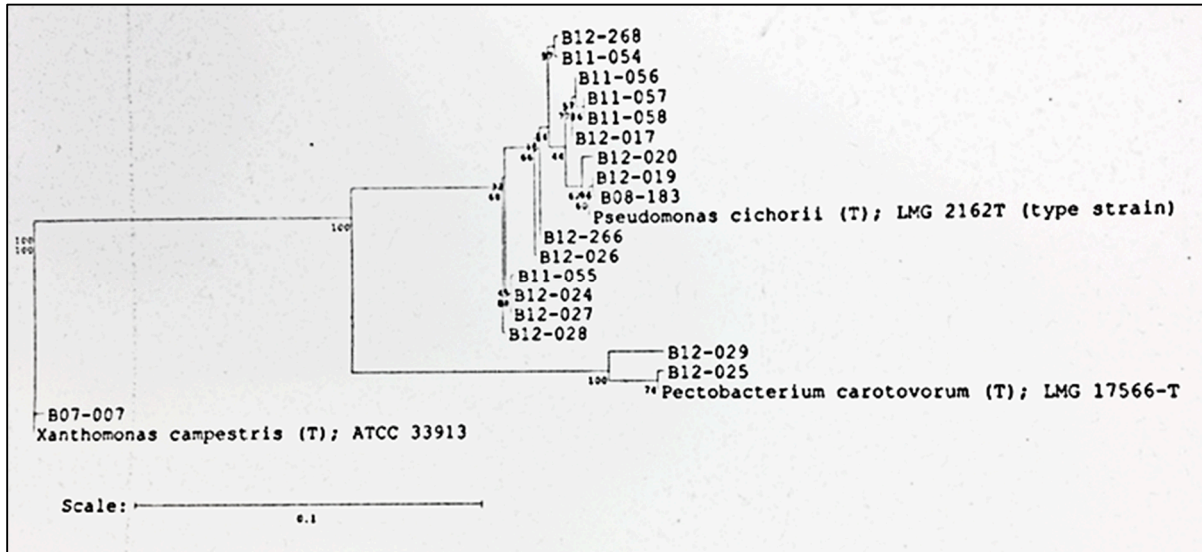 B12-268
B11-054
B11-056
B11-057
B11-058
B12-017
B12-020
B12-019
B08-183
Pseudomonas cichorii (T); LMG 2162T (type strain)
B12-266
B12-026
B11-055
B12-024
B12-027
B12-028
B12-029
B12-025
Pectobacterium carotovorum (T); LMG 17566-T
B07-007
Xanthomonas campestris (T); ATCC 33913
100
100
100
100
Scale:
0.1